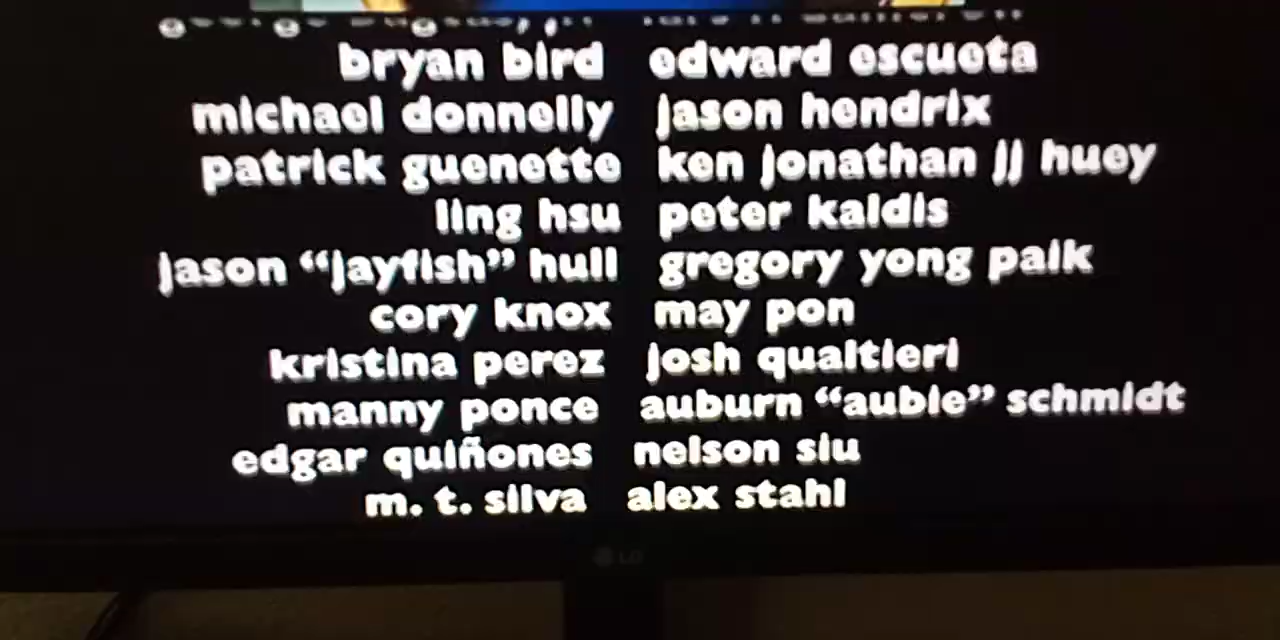 bryan bird edward escueta
michael donnelly jason hendrix
patrick guenette ken jonathan jj huey
ling hsu peter kaldis
jason “jayfish” hull gregory yong paik
cory knox may pon
kristina perez josh qualtieri
manny ponce auburn “aubie” schmidt
edgar quiñones nelson siu
m. t. silva alex stahl
LG